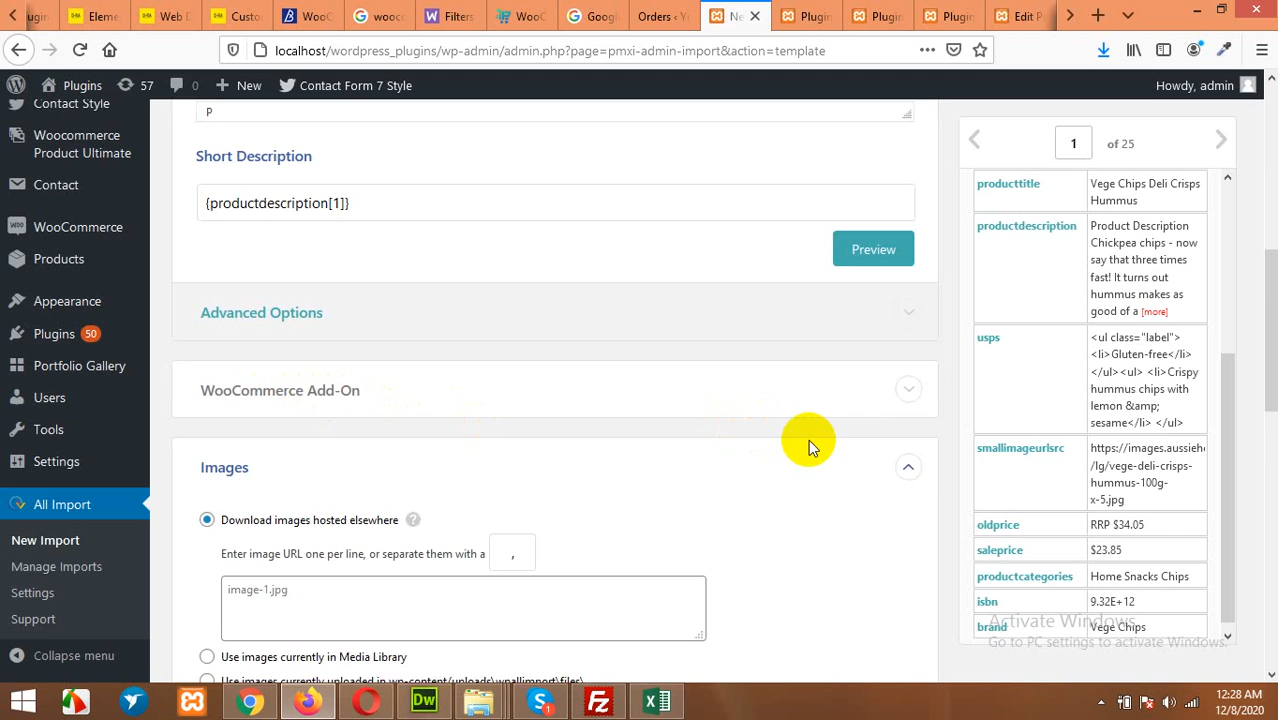 Eleme
Web D
Custo
WooC
wooco
Filters
WooC
Googl
Orders ‹ Y
Ne
Plugin
Plugin
Plugin
Edit P
localhost/wordpress_plugins/wp-admin/admin.php?page=pmxi-admin-import&action=template
Plugins
57
0
New
Contact Form 7 Style
Howdy, admin
Contact Style
Woocommerce
Product Ultimate
Contact
WooCommerce
Products
Appearance
Plugins 50
Portfolio Gallery
Users
Tools
Settings
All Import
New Import
Manage Imports
Settings
Support
Collapse menu
P
Short Description
{productdescription[1]}
Preview
Advanced Options
WooCommerce Add-On
Images
Download images hosted elsewhere ?
Enter image URL one per line, or separate them with a ,
image-1.jpg
Use images currently in Media Library
Use images currently uploaded in wp-content\uploads\wpallimport\files\
1 of 25
producttitle
Vege Chips Deli Crisps
Hummus
productdescription
Product Description
Chickpea chips - now
say that three times
fast! It turns out
hummus makes as
good of a [more]
usps
<ul class="label">
<li>Gluten-free</li>
</ul><ul> <li>Crispy
hummus chips with
lemon &amp;
sesame</li> </ul>
smallimageurlsrc
https://images.aussiehe
/lg/vege-deli-crisps-
hummus-100g-
x-5.jpg
oldprice RRP $34.05
saleprice $23.85
productcategories Home Snacks Chips
isbn 9.32E+12
brand Vege Chips
Activate Windows
Go to PC settings to activate Windows.
Dw
12:28 AM
12/8/2020